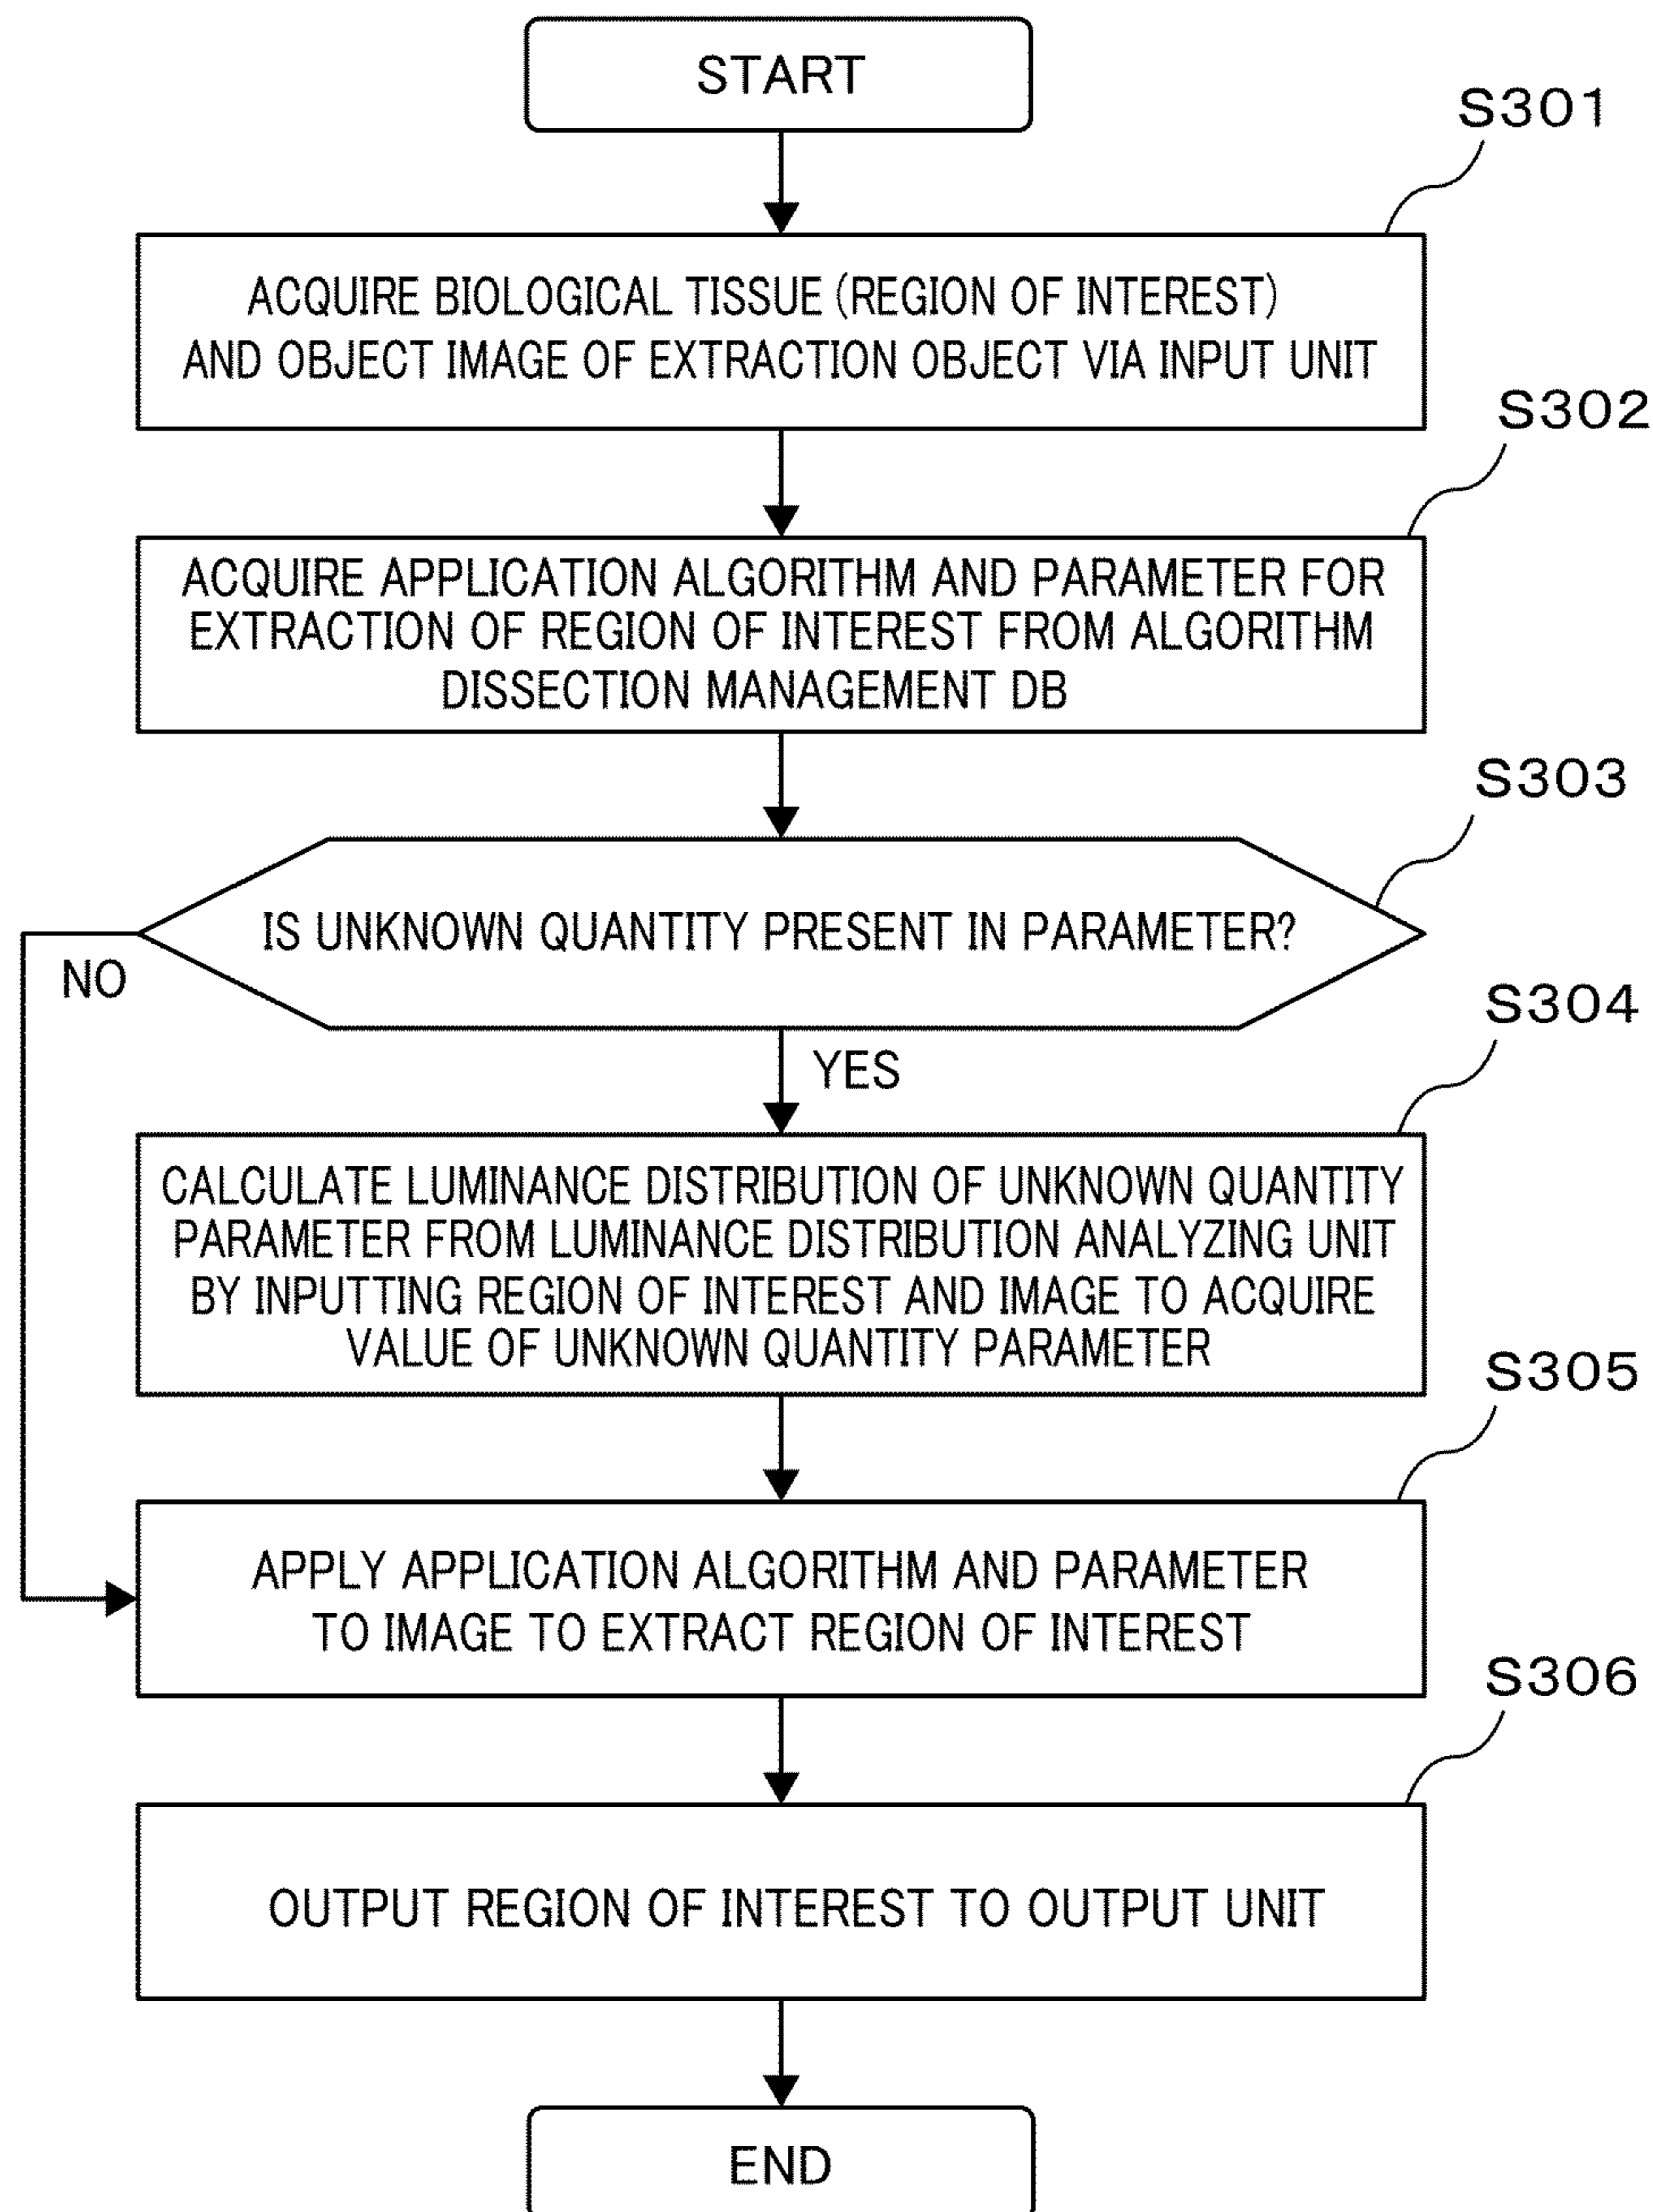 START
S301
ACQUIRE BIOLOGICAL TISSUE (REGION OF INTEREST)
AND OBJECT IMAGE OF EXTRACTION OBJECT VIA INPUT UNIT
S302
ACQUIRE APPLICATION ALGORITHM AND PARAMETER FOR
EXTRACTION OF REGION OF INTEREST FROM ALGORITHM
DISSECTION MANAGEMENT DB
S303
IS UNKNOWN QUANTITY PRESENT IN PARAMETER?
NO
YES
S304
CALCULATE LUMINANCE DISTRIBUTION OF UNKNOWN QUANTITY
PARAMETER FROM LUMINANCE DISTRIBUTION ANALYZING UNIT
BY INPUTTING REGION OF INTEREST AND IMAGE TO ACQUIRE
VALUE OF UNKNOWN QUANTITY PARAMETER
S305
APPLY APPLICATION ALGORITHM AND PARAMETER
TO IMAGE TO EXTRACT REGION OF INTEREST
S306
OUTPUT REGION OF INTEREST TO OUTPUT UNIT
END